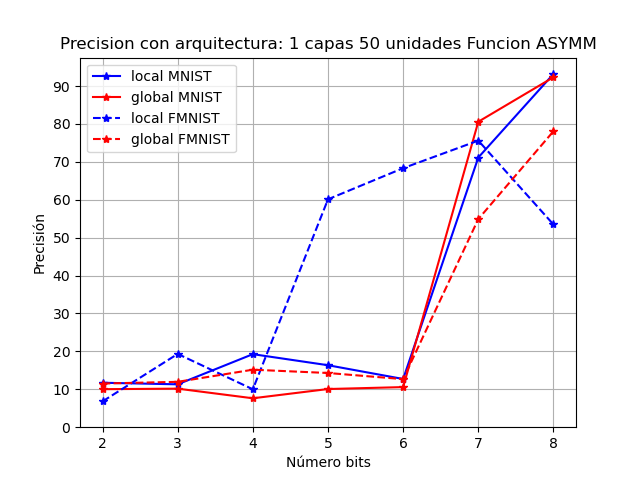 Precision con arquitectura: 1 capas 50 unidades Funcion ASYMM
local MNIST
global MNIST
local FMNIST
global FMNIST
Precisión
90
80
70
60
50
40
30
20
10
0
2 3 4 5 6 7 8
Número bits